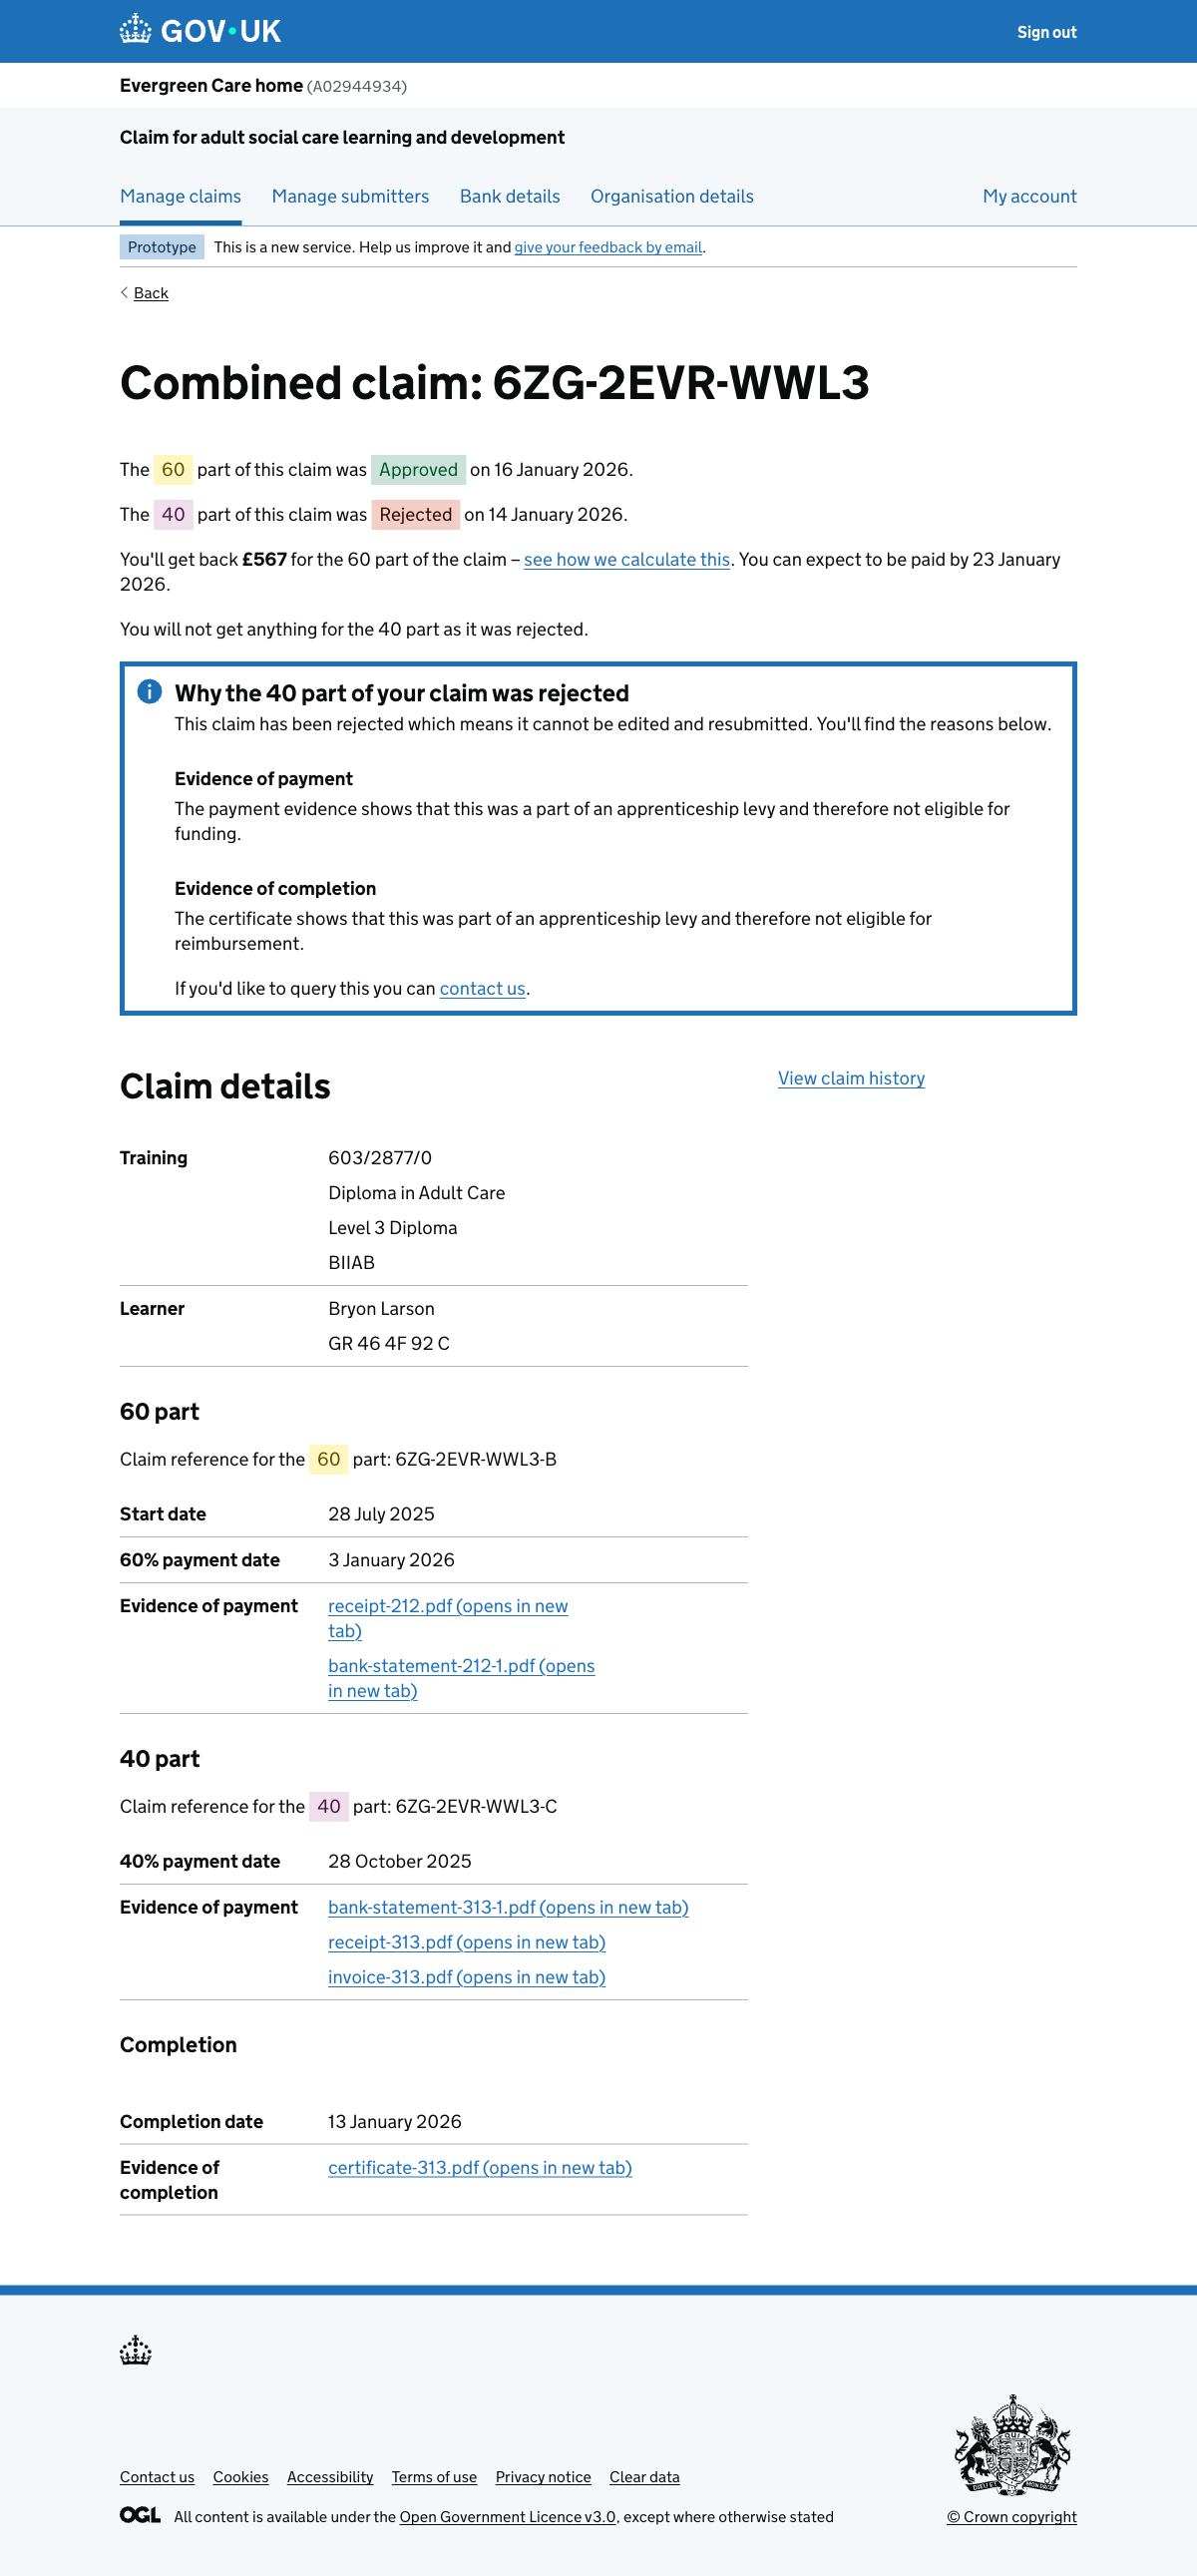 GOV·UK
Sign out
Evergreen Care home (A02944934)
Claim for adult social care learning and development
Manage claims
Manage submitters
Bank details
Organisation details
My account
Prototype
This is a new service. Help us improve it and give your feedback by email.
Back
Combined claim: 6ZG-2EVR-WWL3
The 60 part of this claim was Approved on 16 January 2026.
The 40 part of this claim was Rejected on 14 January 2026.
You'll get back £567 for the 60 part of the claim – see how we calculate this. You can expect to be paid by 23 January
2026.
You will not get anything for the 40 part as it was rejected.
Why the 40 part of your claim was rejected
This claim has been rejected which means it cannot be edited and resubmitted. You'll find the reasons below.
Evidence of payment
The payment evidence shows that this was a part of an apprenticeship levy and therefore not eligible for
funding.
Evidence of completion
The certificate shows that this was part of an apprenticeship levy and therefore not eligible for
reimbursement.
If you'd like to query this you can contact us.
Claim details
View claim history
Training
603/2877/0
Diploma in Adult Care
Level 3 Diploma
BIIAB
Learner
Bryon Larson
GR 46 4F 92 C
60 part
Claim reference for the 60 part: 6ZG-2EVR-WWL3-B
Start date
28 July 2025
60% payment date
3 January 2026
Evidence of payment
receipt-212.pdf (opens in new
tab)
bank-statement-212-1.pdf (opens
in new tab)
40 part
Claim reference for the 40 part: 6ZG-2EVR-WWL3-C
40% payment date
28 October 2025
Evidence of payment
bank-statement-313-1.pdf (opens in new tab)
receipt-313.pdf (opens in new tab)
invoice-313.pdf (opens in new tab)
Completion
Completion date
13 January 2026
Evidence of
completion
certificate-313.pdf (opens in new tab)
Contact us
Cookies
Accessibility
Terms of use
Privacy notice
Clear data
OGL
All content is available under the Open Government Licence v3.0, except where otherwise stated
© Crown copyright